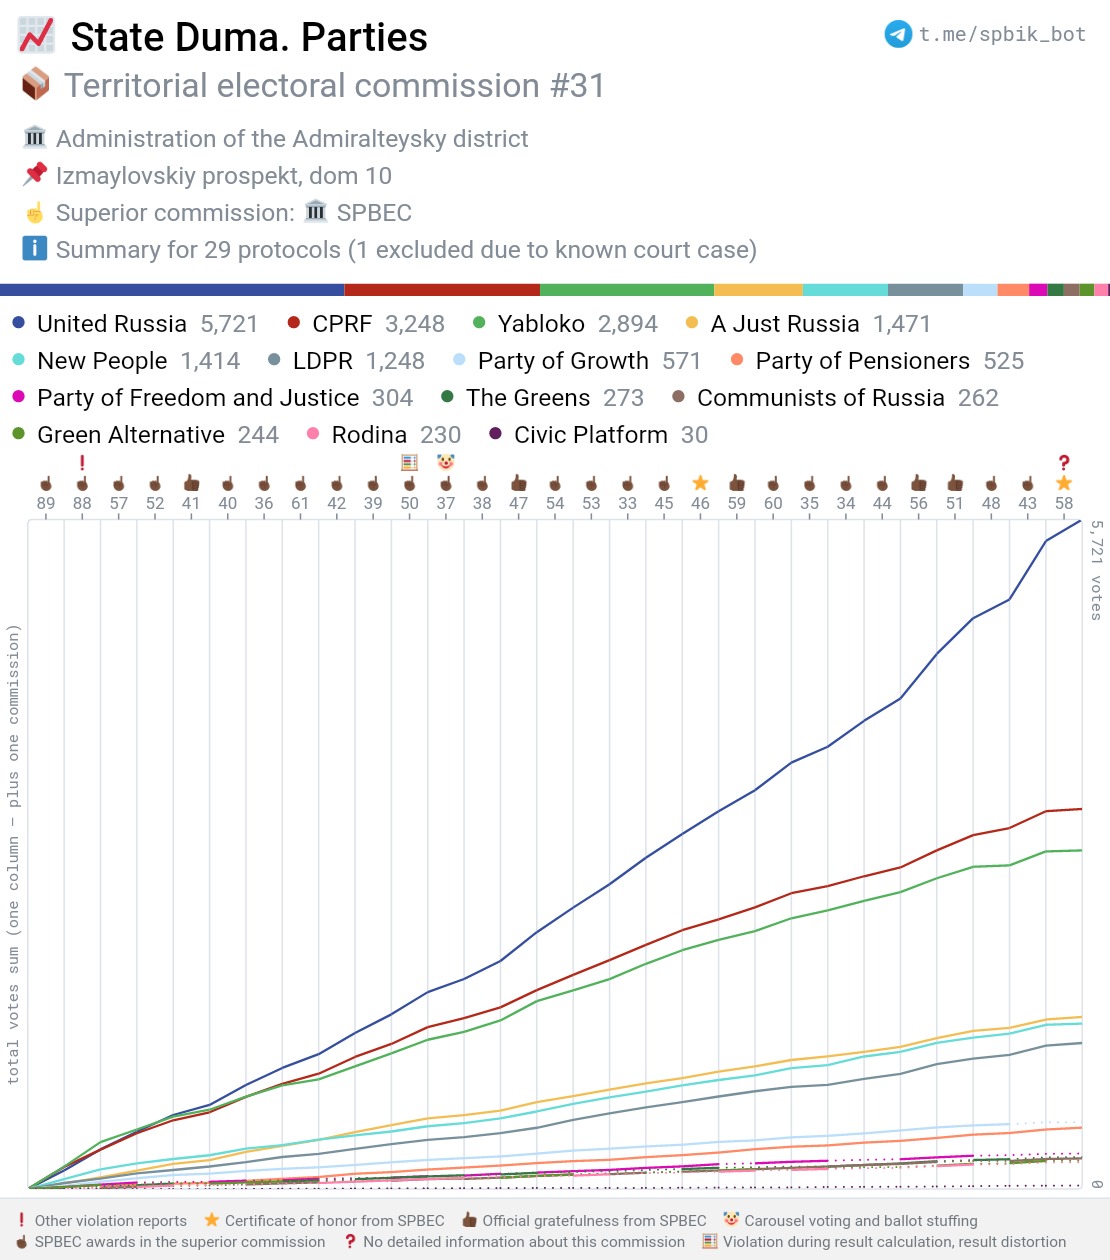 State Duma. Parties
t.me/spbik_bot
Territorial electoral commission #31
Administration of the Admiralteysky district
Izmaylovskiy prospekt, dom 10
Superior commission: SPBEC
Summary for 29 protocols (1 excluded due to known court case)
United Russia 5,721 CPRF 3,248 Yabloko 2,894 A Just Russia 1,471
New People 1,414 LDPR 1,248 Party of Growth 571 Party of Pensioners 525
Party of Freedom and Justice 304 The Greens 273 Communists of Russia 262
Green Alternative 244 Rodina 230 Civic Platform 30
89 88 57 52 41 40 36 61 42 39 50 37 38 47 54 53 33 45 46 59 60 35 34 44 56 51 48 43 58
5,721 votes
total votes sum (one column – plus one commission)
0
Other violation reports Certificate of honor from SPBEC Official gratefulness from SPBEC Carousel voting and ballot stuffing
SPBEC awards in the superior commission No detailed information about this commission Violation during result calculation, result distortion